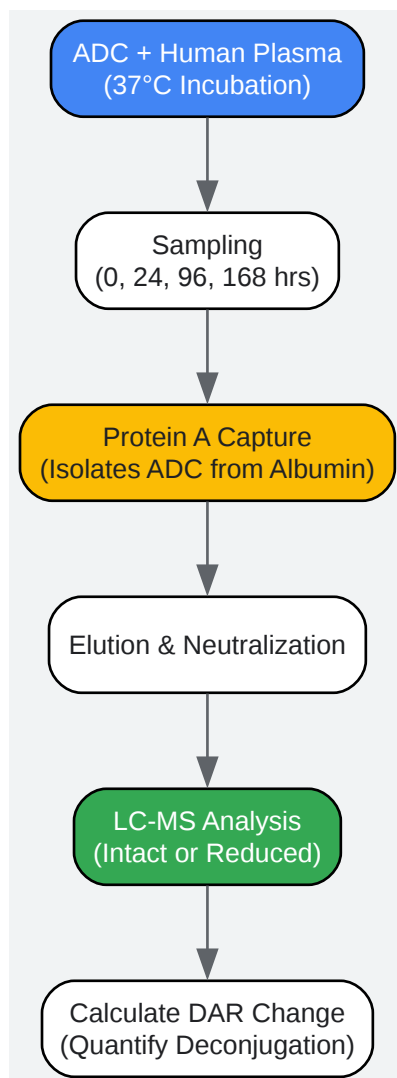 ADC + Human Plasma
(37°C Incubation)
Sampling
(0, 24, 96, 168 hrs)
Protein A Capture
(Isolates ADC from Albumin)
Elution & Neutralization
LC-MS Analysis
(Intact or Reduced)
Calculate DAR Change
(Quantify Deconjugation)